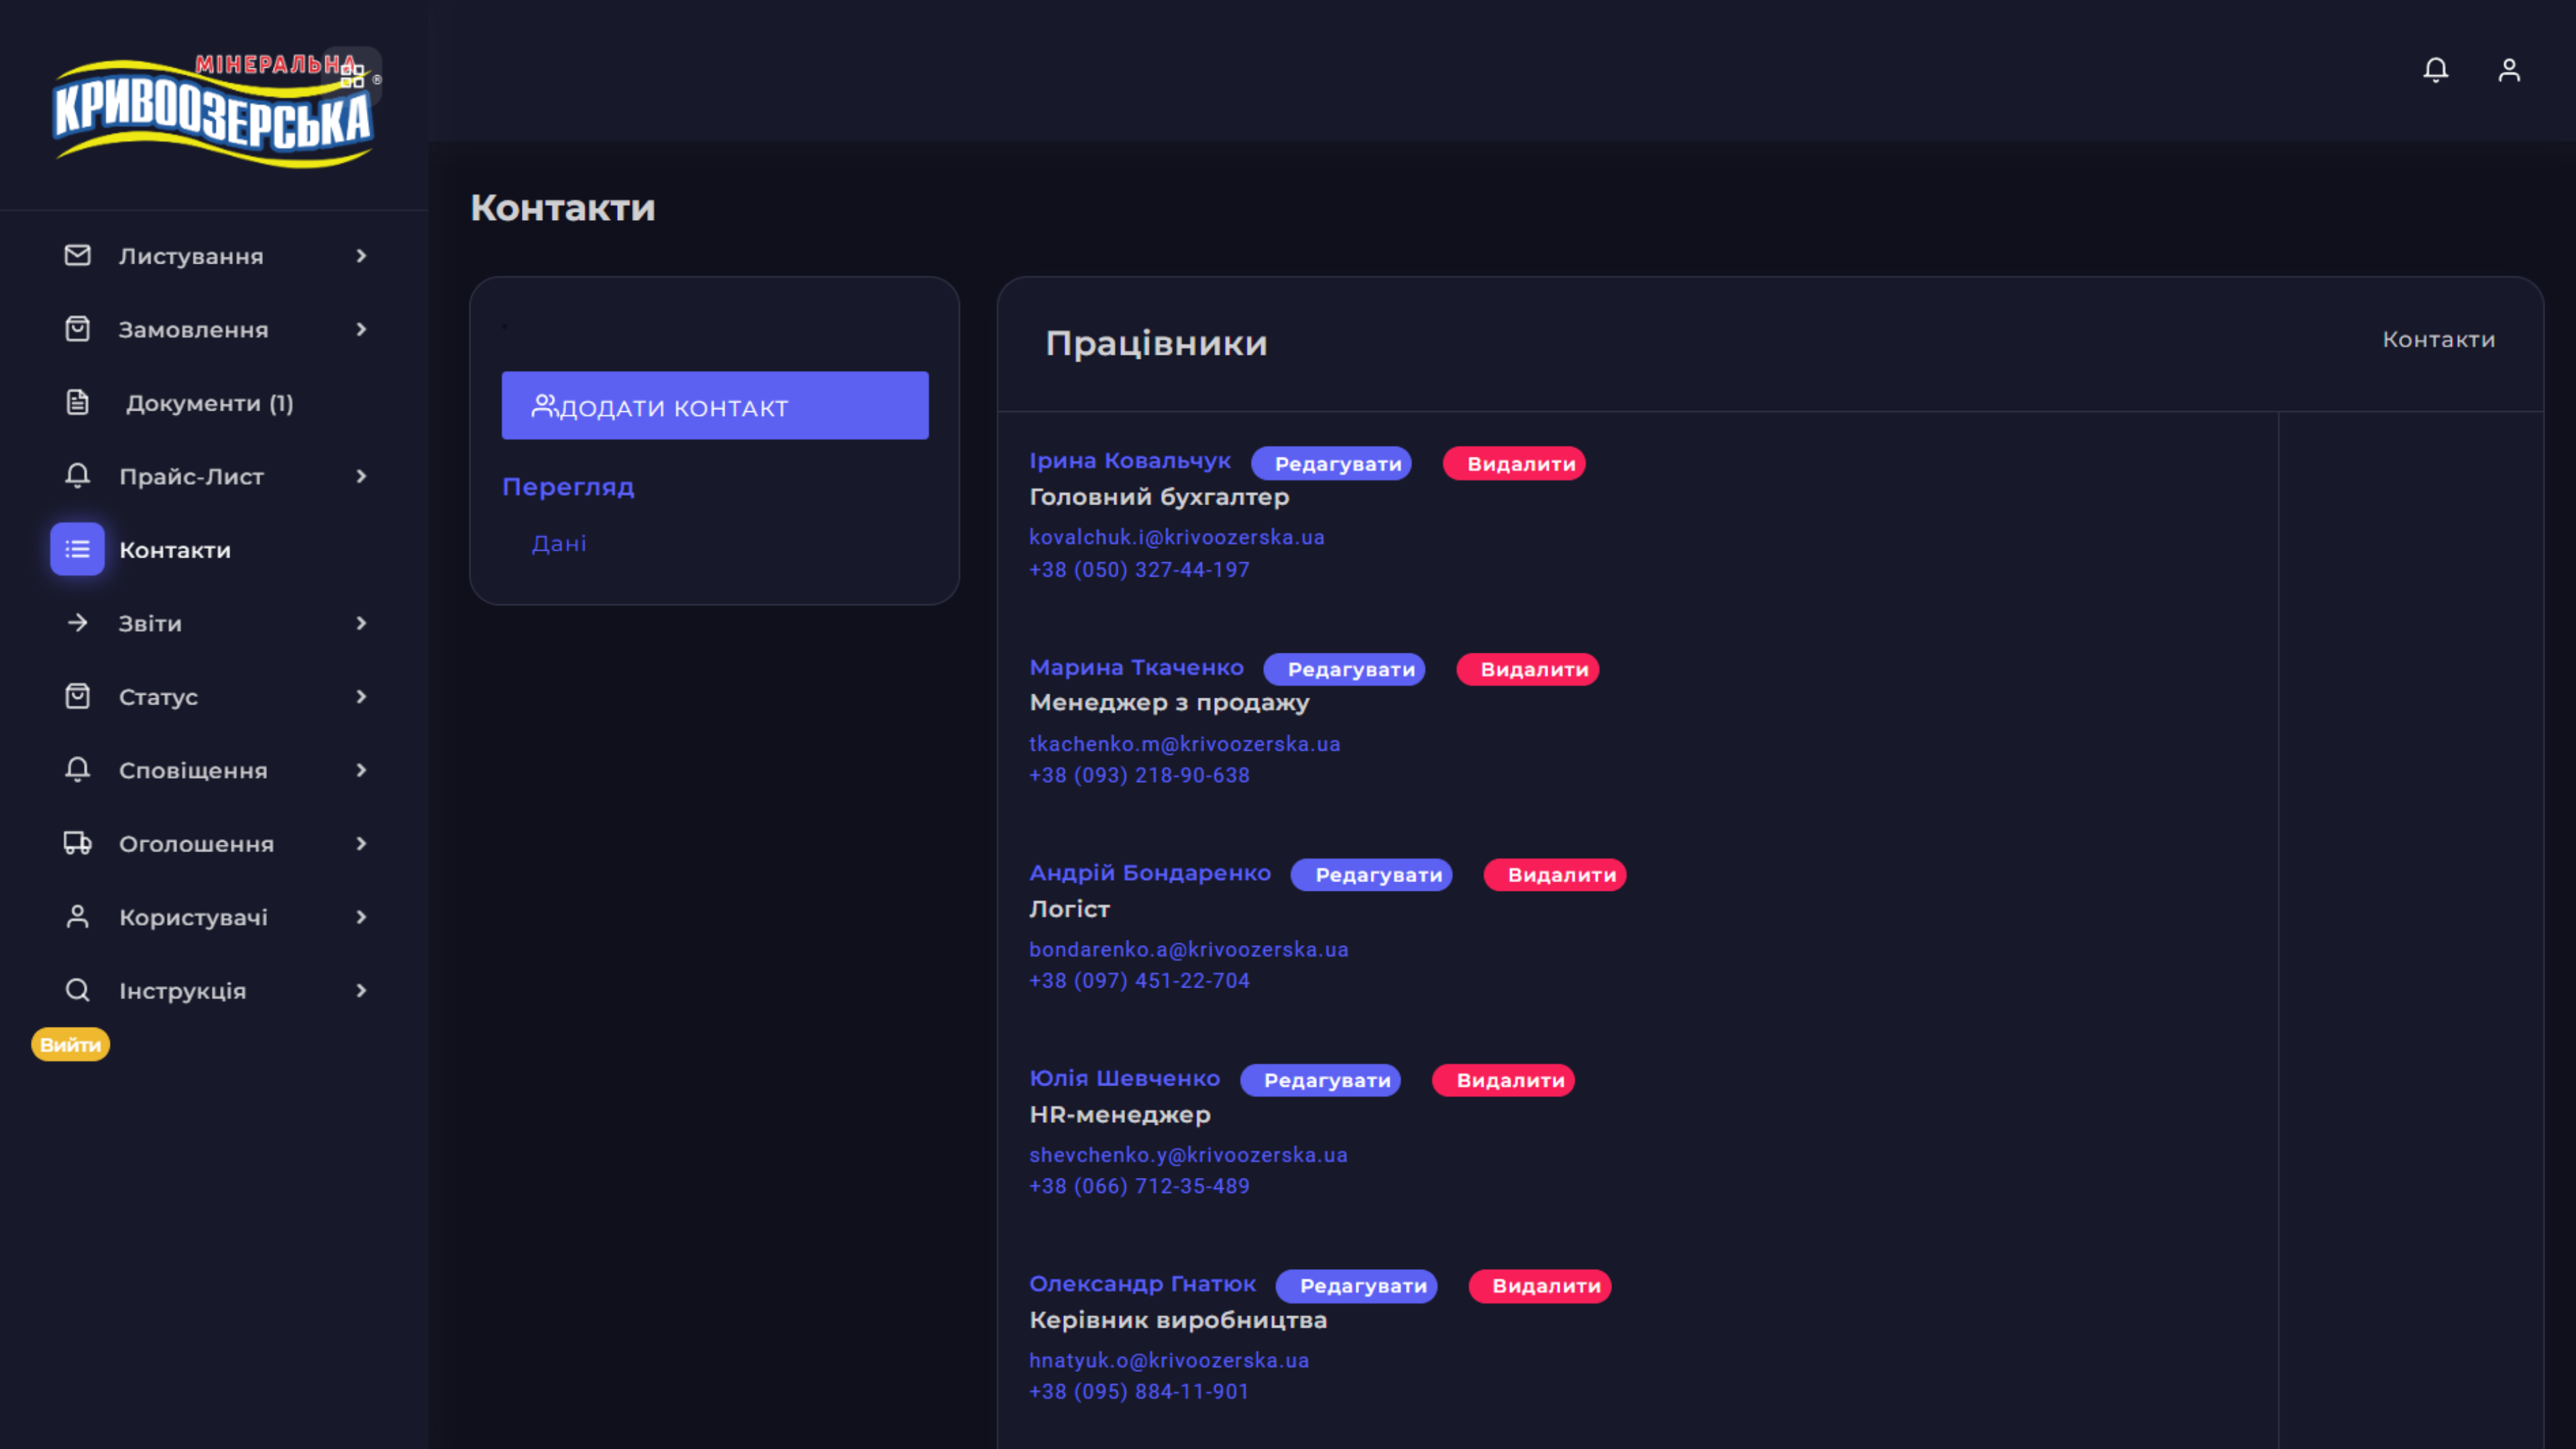 МІНЕРАЛЬНА
КРИВООЗЕРСЬКА®
Листування
Замовлення
Документи (1)
Прайс-Лист
Контакти
Звіти
Статус
Сповіщення
Оголошення
Користувачі
Інструкція
Вийти
Контакти
ДОДАТИ КОНТАКТ
Перегляд
Дані
Працівники
Контакти
Ірина Ковальчук Редагувати Видалити
Головний бухгалтер
kovalchuk.i@krivoozerska.ua
+38 (050) 327-44-197
Марина Ткаченко Редагувати Видалити
Менеджер з продажу
tkachenko.m@krivoozerska.ua
+38 (093) 218-90-638
Андрій Бондаренко Редагувати Видалити
Логіст
bondarenko.a@krivoozerska.ua
+38 (097) 451-22-704
Юлія Шевченко Редагувати Видалити
HR-менеджер
shevchenko.y@krivoozerska.ua
+38 (066) 712-35-489
Олександр Гнатюк Редагувати Видалити
Керівник виробництва
hnatyuk.o@krivoozerska.ua
+38 (095) 884-11-901